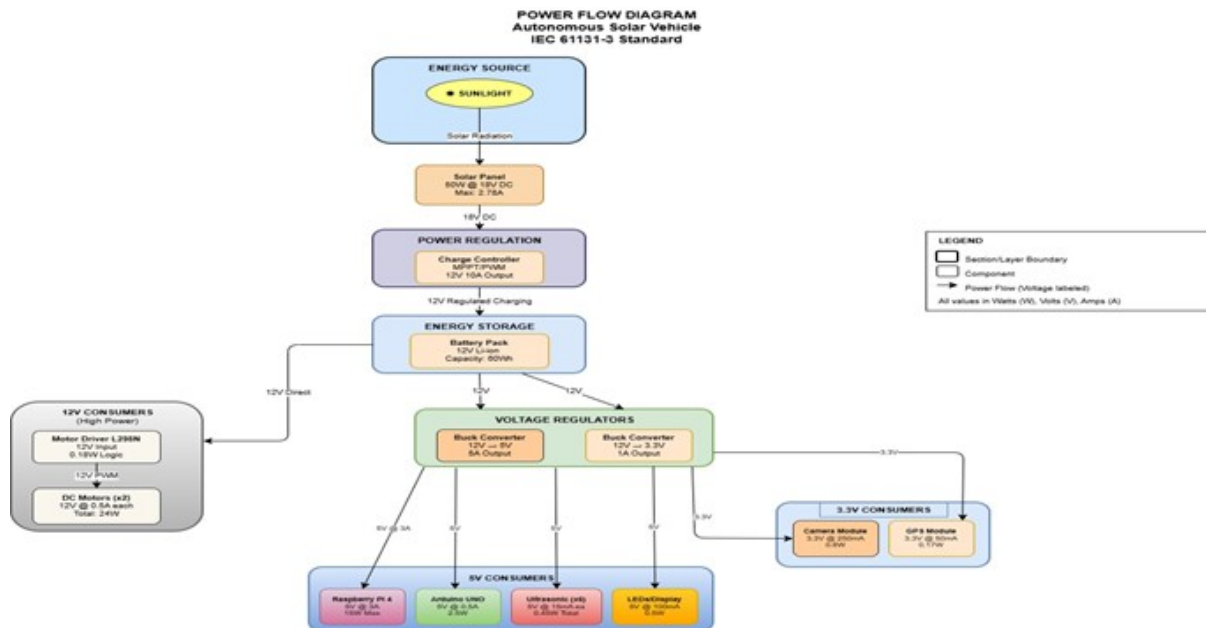 POWER FLOW DIAGRAM
Autonomous Solar Vehicle
IEC 61131-3 Standard
ENERGY SOURCE
☀ SUNLIGHT
Solar Radiation
Solar Panel
50W @ 18V DC
Max: 2.78A
18V DC
POWER REGULATION
Charge Controller
MPPT/PWM
12V 10A Output
12V Regulated Charging
ENERGY STORAGE
Battery Pack
12V Li-ion
Capacity: 60Wh
12V Direct
12V
12V
12V CONSUMERS
(High Power)
Motor Driver L298N
12V Input
0.18W Logic
12V PWM
DC Motors (x2)
12V @ 0.5A each
Total: 24W
VOLTAGE REGULATORS
Buck Converter
12V → 5V
5A Output
Buck Converter
12V → 3.3V
1A Output
5V @ 3A
5V
5V
5V
3.3V
3.3V
3.3V CONSUMERS
Camera Module
3.3V @ 250mA
GPS Module
3.3V @ 50mA
0.17W
5V CONSUMERS
Raspberry Pi 4
5V @ 3A
15W Max
Arduino UNO
5V @ 0.5A
2.5W
Ultrasonic (x6)
5V @ 15mA ea
0.45W Total
LEDs/Display
5V @ 100mA
0.5W
LEGEND
Section/Layer Boundary
Component
Power Flow (Voltage labeled)
All values in Watts (W), Volts (V), Amps (A)